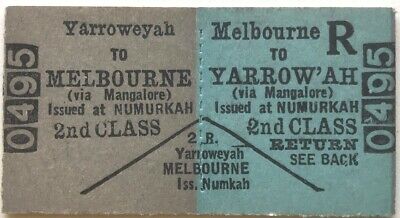 0495
Yarroweyah
TO
MELBOURNE
(via Mangalore)
Issued at NUMURKAH
2nd CLASS
Melbourne R
TO
YARROW'AH
(via Mangalore)
Issued at NUMURKAH
2nd CLASS
RETURN
SEE BACK
2.R.
Yarroweyah
MELBOURNE
Iss. Numkah
0495